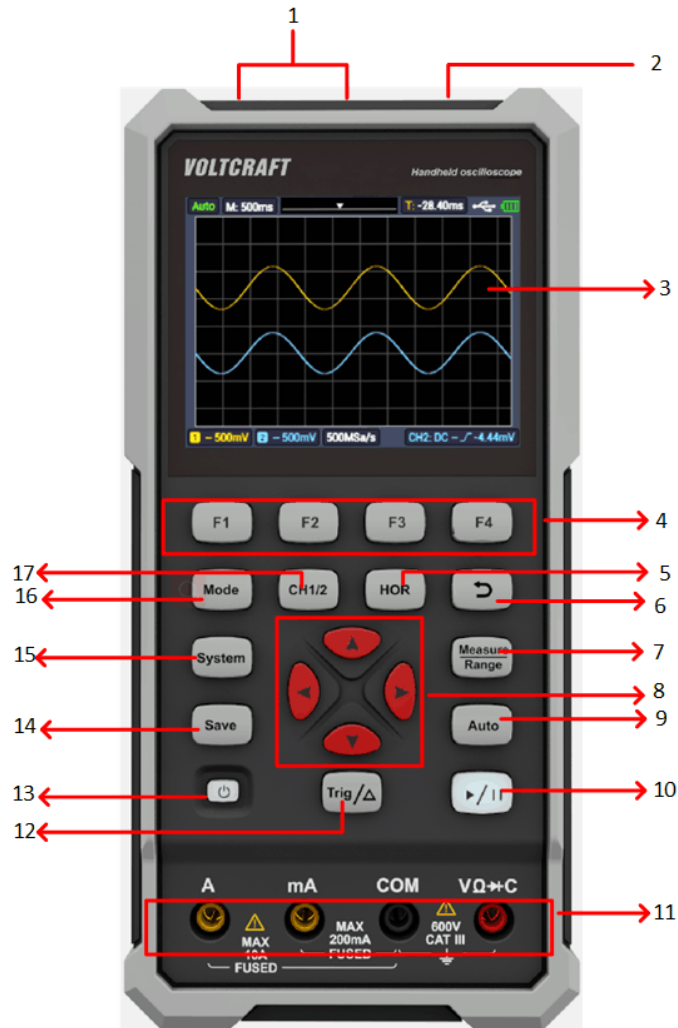 1
2
VOLTCRAFT Handheld oscilloscope
Auto M: 500ms T: -28.40ms
3
1 ~ 500mV 2 ~ 500mV 500MSa/s CH2: DC ~ -4.44mV
F1 F2 F3 F4
4
17
16
Mode CH1/2 HOR
5
6
15
System
Measure
Range
7
8
14
Save Auto
9
13
12
Trig/△
10
A mA COM VΩC
11
MAX
10A
FUSED
MAX
200mA
FUSED
600V
CAT III